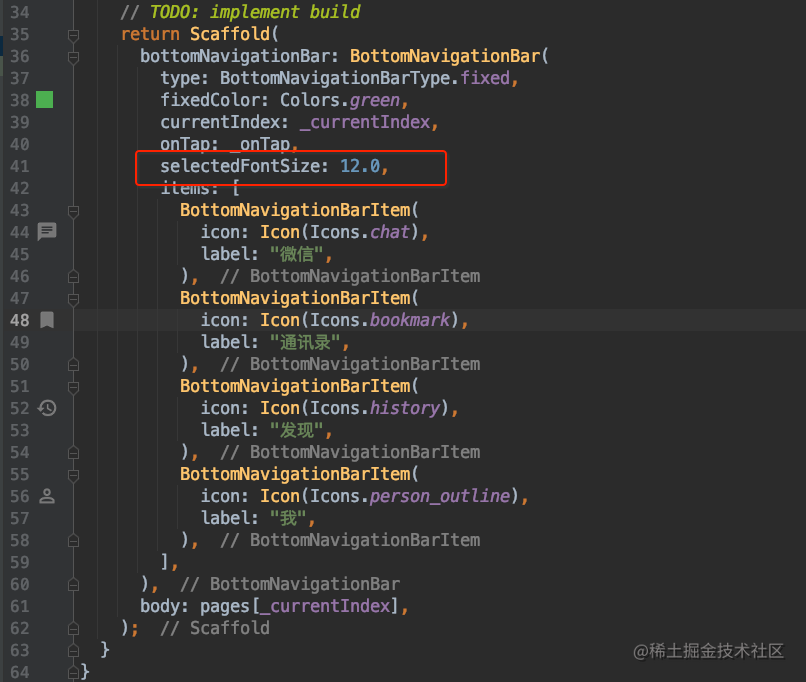 34 // TODO: implement build
35 return Scaffold(
36 bottomNavigationBar: BottomNavigationBar(
37 type: BottomNavigationBarType.fixed,
38 fixedColor: Colors.green,
39 currentIndex: _currentIndex,
40 onTap: _onTap,
41 selectedFontSize: 12.0,
42 items: [
43 BottomNavigationBarItem(
44 icon: Icon(Icons.chat),
45 label: "微信",
46 ), // BottomNavigationBarItem
47 BottomNavigationBarItem(
48 icon: Icon(Icons.bookmark),
49 label: "通讯录",
50 ), // BottomNavigationBarItem
51 BottomNavigationBarItem(
52 icon: Icon(Icons.history),
53 label: "发现",
54 ), // BottomNavigationBarItem
55 BottomNavigationBarItem(
56 icon: Icon(Icons.person_outline),
57 label: "我",
58 ), // BottomNavigationBarItem
59 ],
60 ), // BottomNavigationBar
61 body: pages[_currentIndex],
62 ); // Scaffold
63 }
64 }
@稀土掘金技术社区